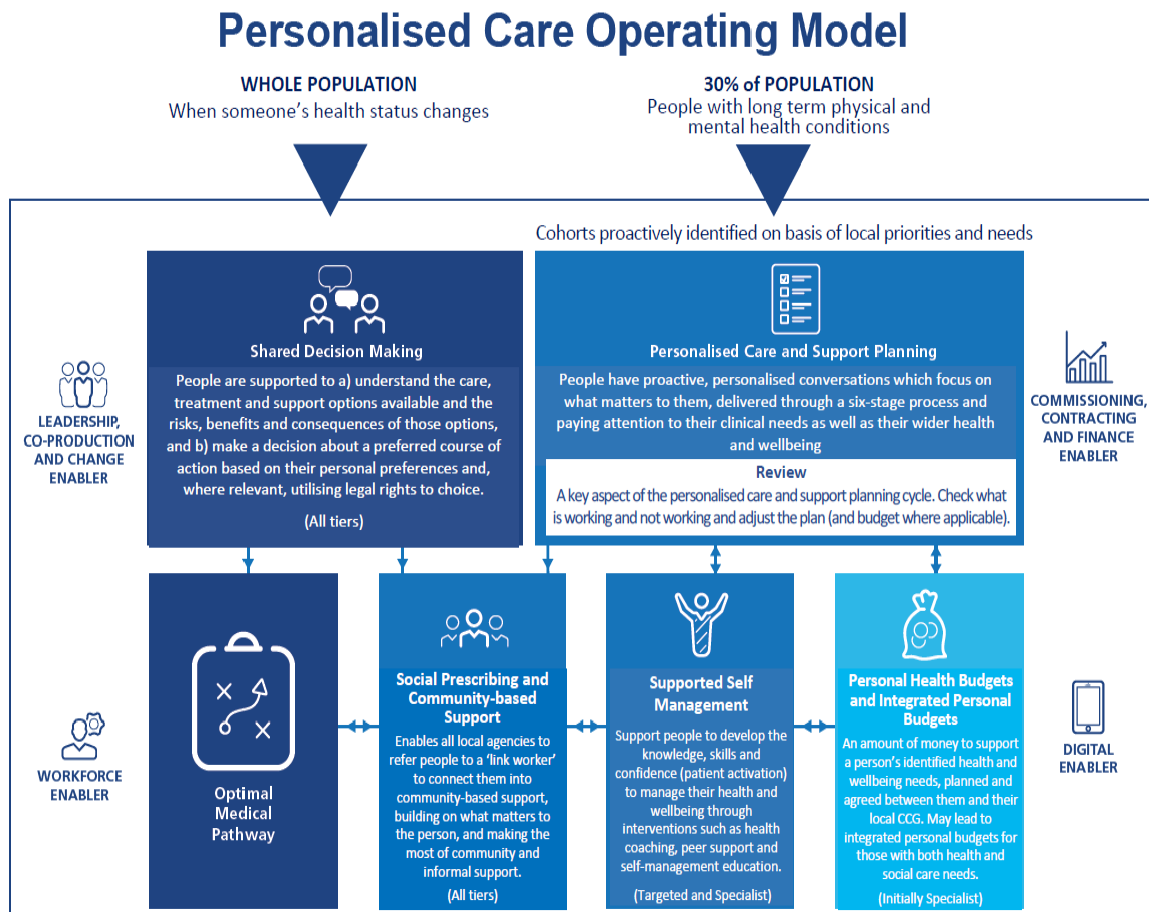 Personalised Care Operating Model
WHOLE POPULATION
When someone's health status changes
30% of POPULATION
People with long term physical and
mental health conditions
Cohorts proactively identified on basis of local priorities and needs
Shared Decision Making
People are supported to a) understand the care,
treatment and support options available and the
risks, benefits and consequences of those options,
and b) make a decision about a preferred course of
action based on their personal preferences and,
where relevant, utilising legal rights to choice.
(All tiers)
Personalised Care and Support Planning
People have proactive, personalised conversations which focus on
what matters to them, delivered through a six-stage process and
paying attention to their clinical needs as well as their wider health
and wellbeing
Review
A key aspect of the personalised care and support planning cycle. Check what
is working and not working and adjust the plan (and budget where applicable).
LEADERSHIP,
CO-PRODUCTION
AND CHANGE
ENABLER
COMMISSIONING,
CONTRACTING
AND FINANCE
ENABLER
WORKFORCE
ENABLER
Optimal
Medical
Pathway
Social Prescribing and
Community-based
Support
Enables all local agencies to
refer people to a 'link worker'
to connect them into
community-based support,
building on what matters to
the person, and making the
most of community and
informal support.
(All tiers)
Supported Self
Management
Support people to develop the
knowledge, skills and
confidence (patient activation)
to manage their health and
wellbeing through
interventions such as health
coaching, peer support and
self-management education.
(Targeted and Specialist)
Personal Health Budgets
and Integrated Personal
Budgets
An amount of money to support
a person's identified health and
wellbeing needs, planned and
agreed between them and their
local CCG. May lead to
integrated personal budgets for
those with both health and
social care needs.
(Initially Specialist)
DIGITAL
ENABLER